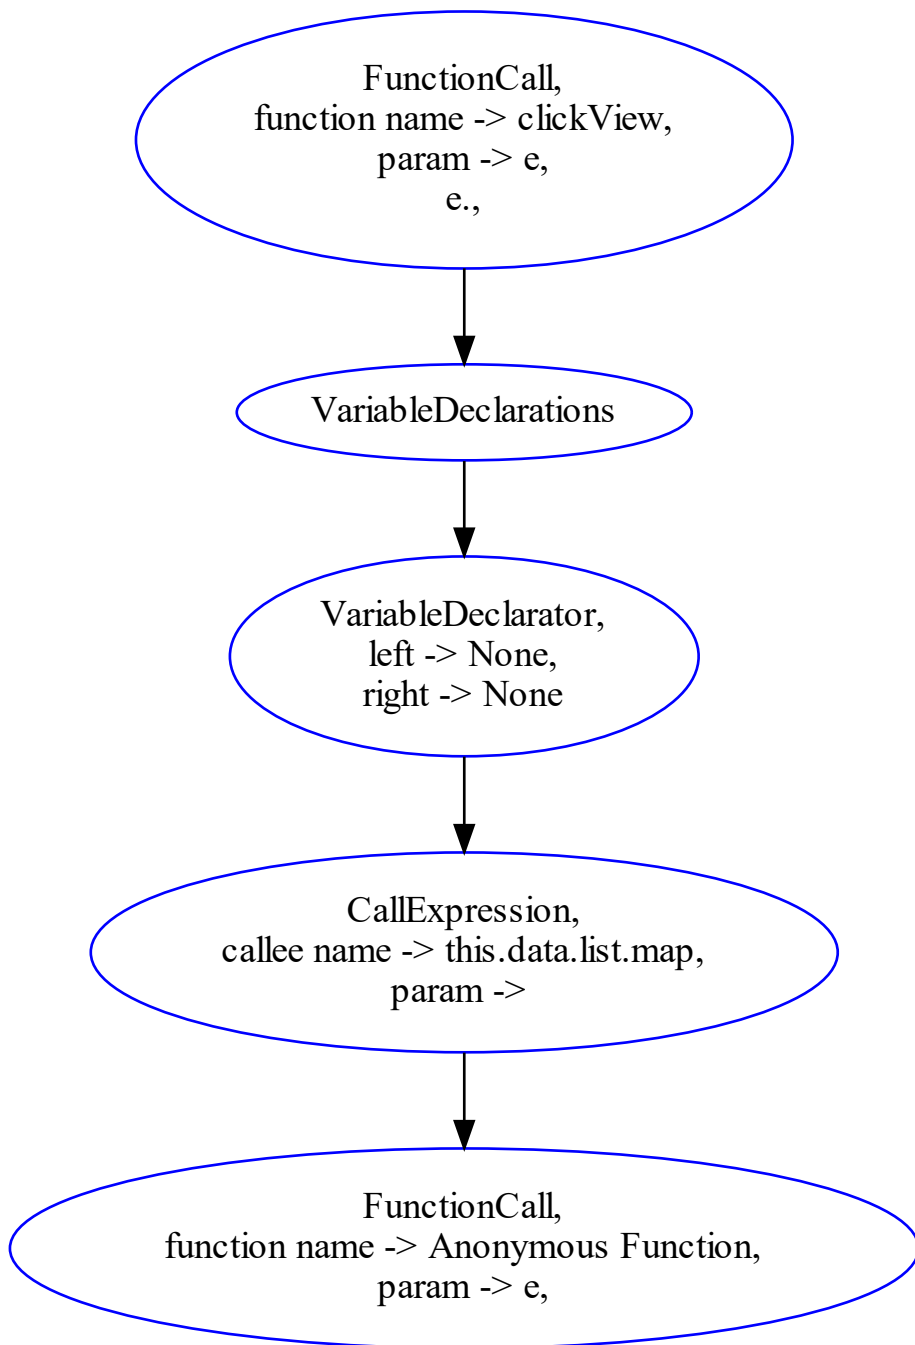 FunctionCall,
function name -> clickView,
param -> e,
e.,
VariableDeclarations
VariableDeclarator,
left -> None,
right -> None
CallExpression,
callee name -> this.data.list.map,
param ->
FunctionCall,
function name -> Anonymous Function,
param -> e,